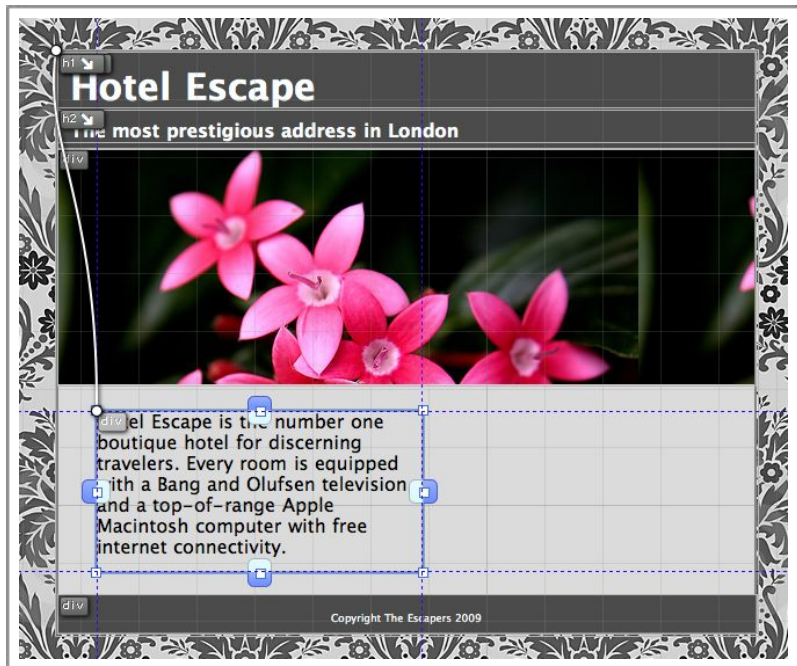 h1
Hotel Escape
h2
The most prestigious address in London
div
div
Hotel Escape is the number one
boutique hotel for discerning
travelers. Every room is equipped
with a Bang and Olufsen television
and a top-of-range Apple
Macintosh computer with free
internet connectivity.
div
Copyright The Escapers 2009